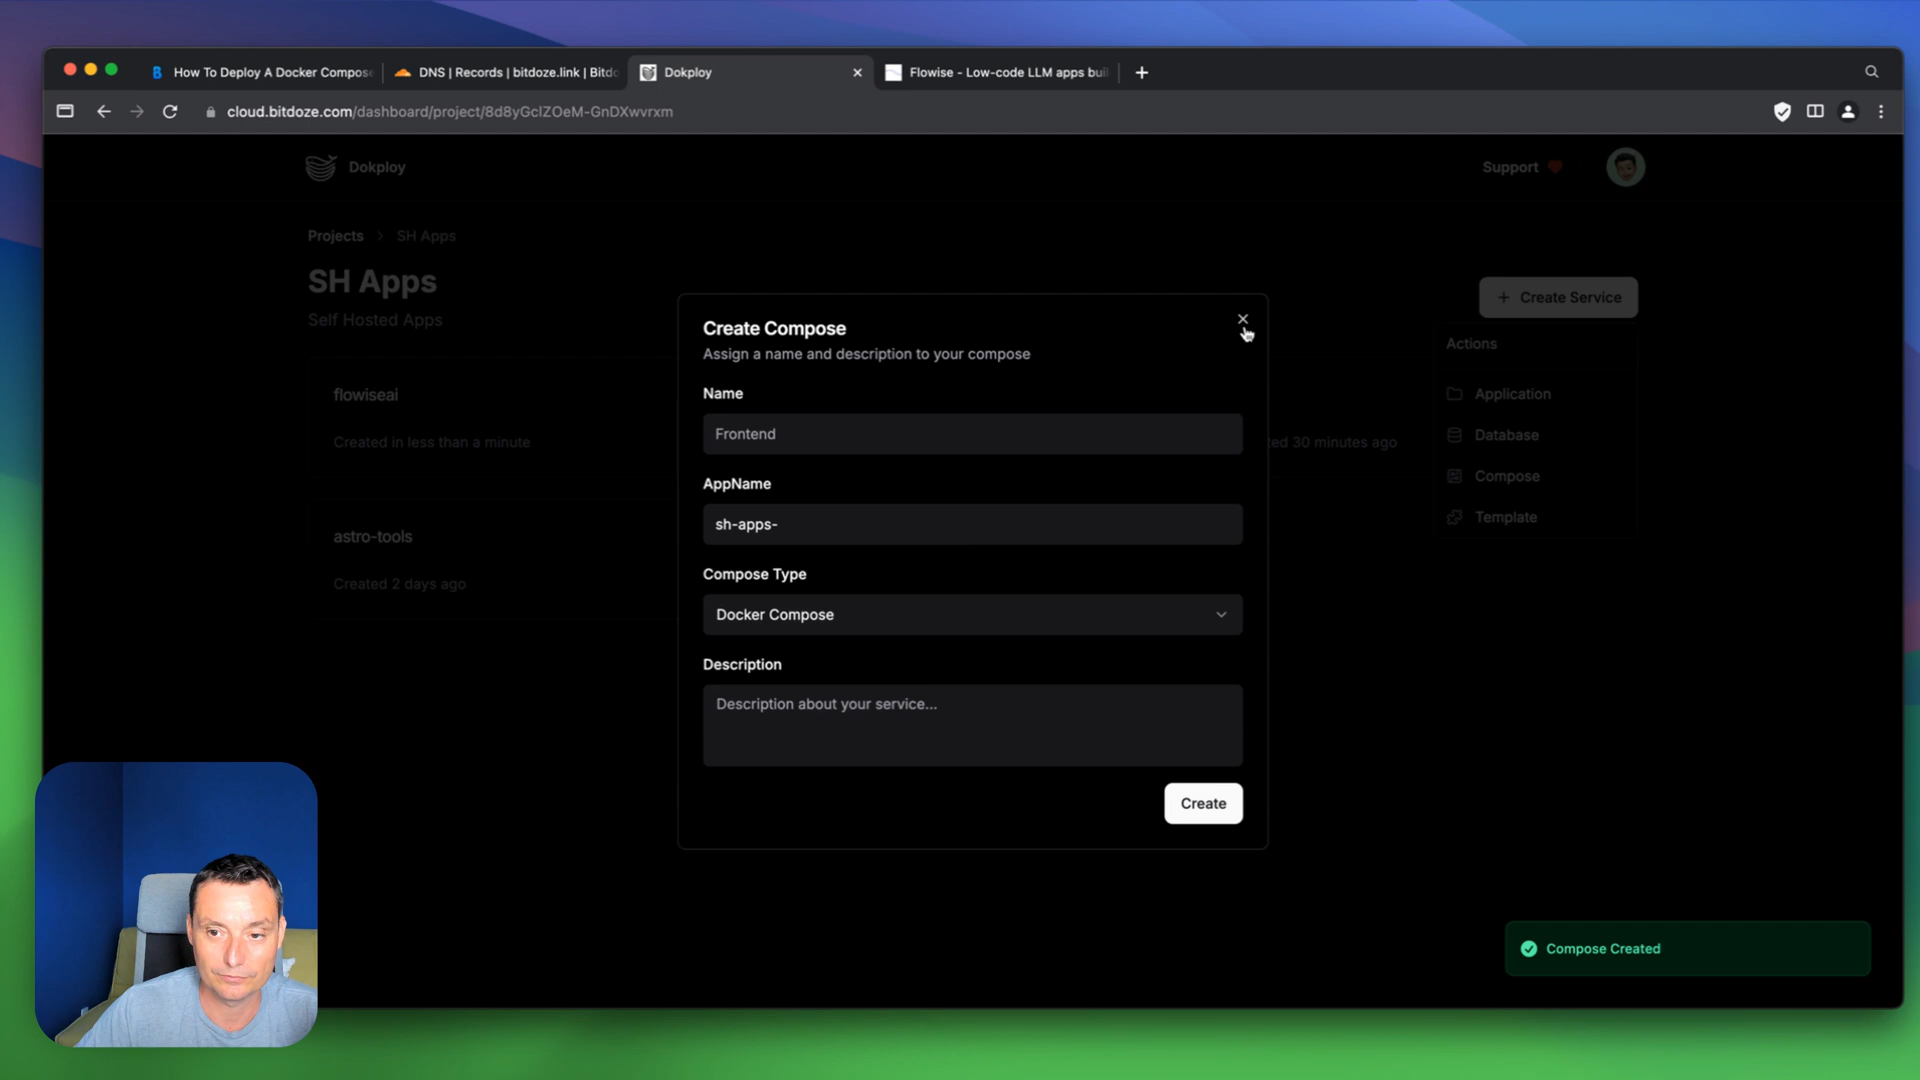 How To Deploy A Docker Compose
DNS | Records | bitdoze.link | Bitdo
Dokploy
Flowise - Low-code LLM apps buil
cloud.bitdoze.com/dashboard/project/8d8yGclZOeM-GnDXwvrxm
Dokploy
Support
Projects > SH Apps
SH Apps
Self Hosted Apps
Create Service
Actions
Application
Database
Compose
Template
flowiseai
Created in less than a minute
ed 30 minutes ago
astro-tools
Created 2 days ago
Create Compose
Assign a name and description to your compose
Name
Frontend
AppName
sh-apps-
Compose Type
Docker Compose
Description
Description about your service...
Create
Compose Created